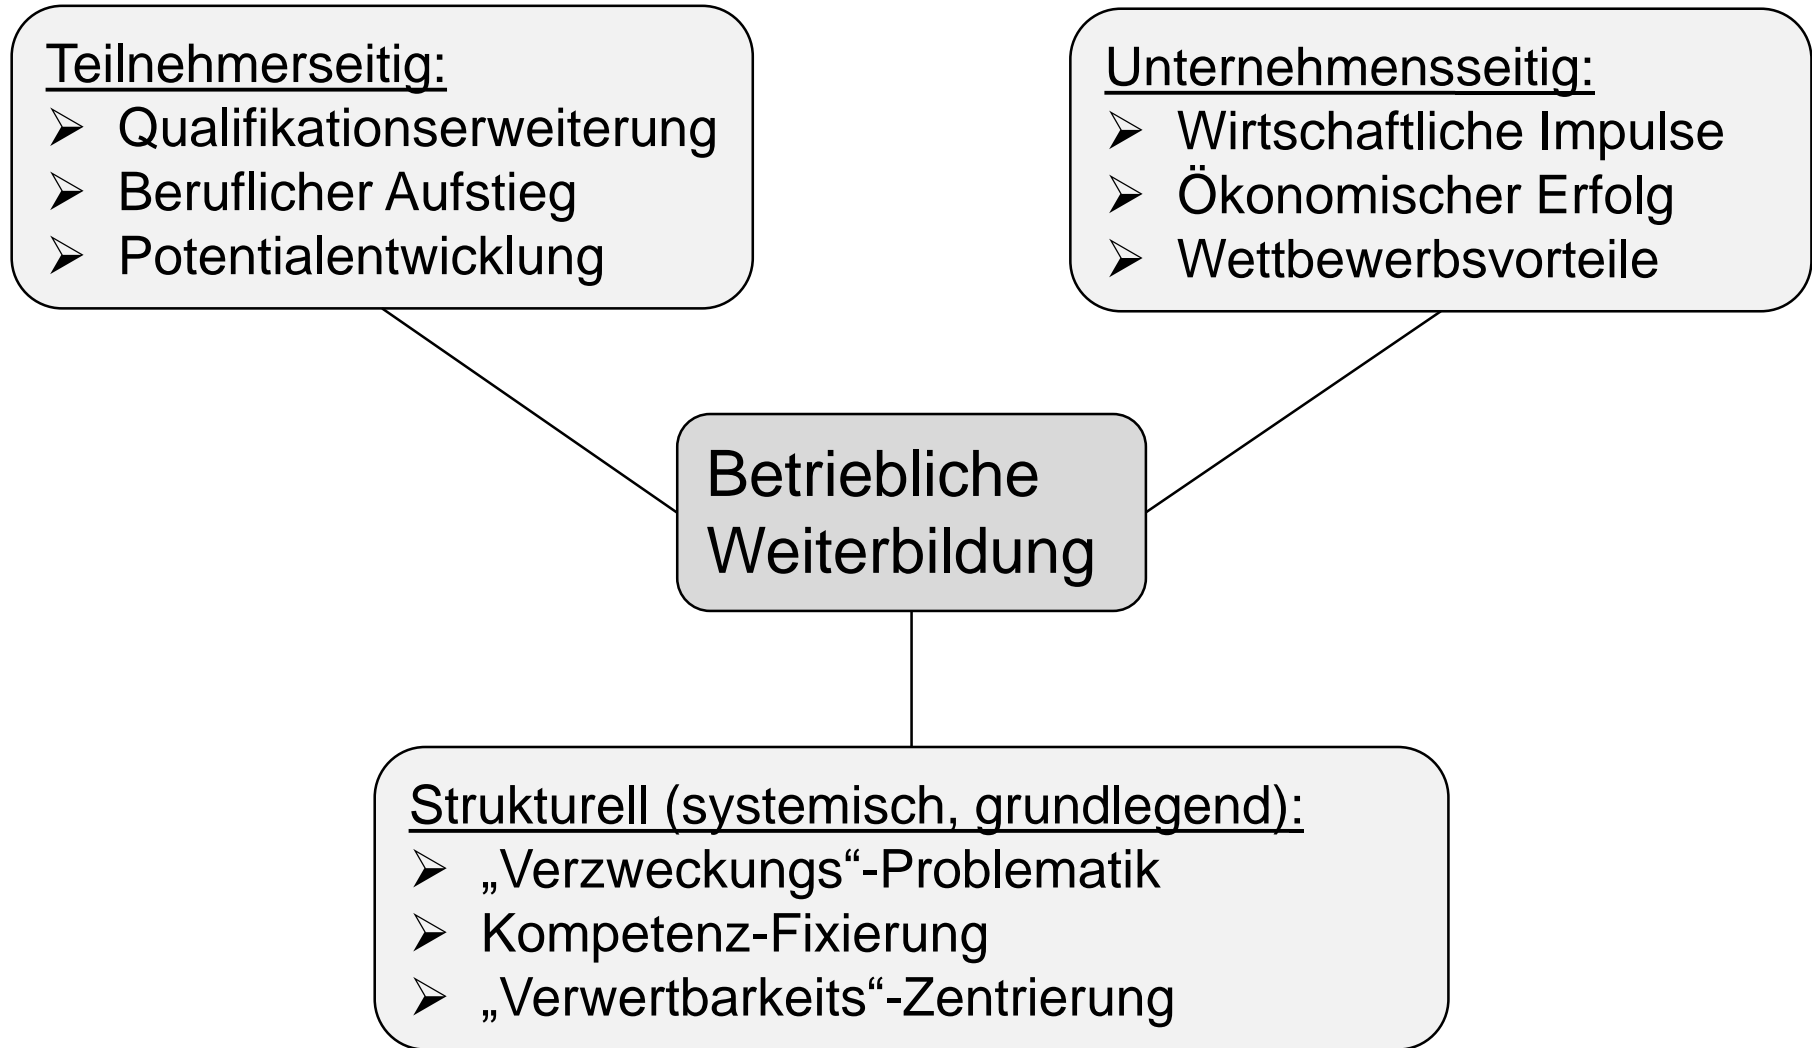 Teilnehmerseitig:
➢ Qualifikationserweiterung
➢ Beruflicher Aufstieg
➢ Potentialentwicklung
Unternehmensseitig:
➢ Wirtschaftliche Impulse
➢ Ökonomischer Erfolg
➢ Wettbewerbsvorteile
Betriebliche
Weiterbildung
Strukturell (systemisch, grundlegend):
➢ „Verzweckungs“-Problematik
➢ Kompetenz-Fixierung
➢ „Verwertbarkeits“-Zentrierung